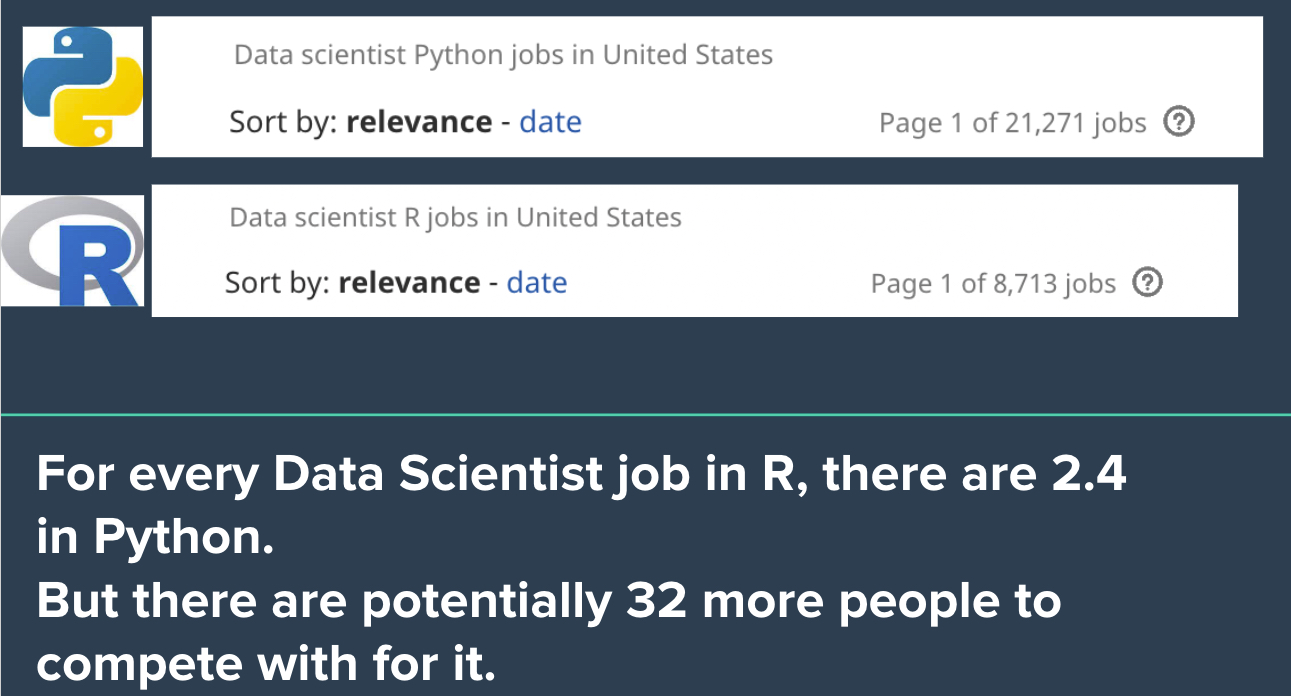 Data scientist Python jobs in United States
Sort by: relevance - date
Page 1 of 21,271 jobs ?
R
Data scientist R jobs in United States
Sort by: relevance - date
Page 1 of 8,713 jobs ?
For every Data Scientist job in R, there are 2.4
in Python.
But there are potentially 32 more people to
compete with for it.